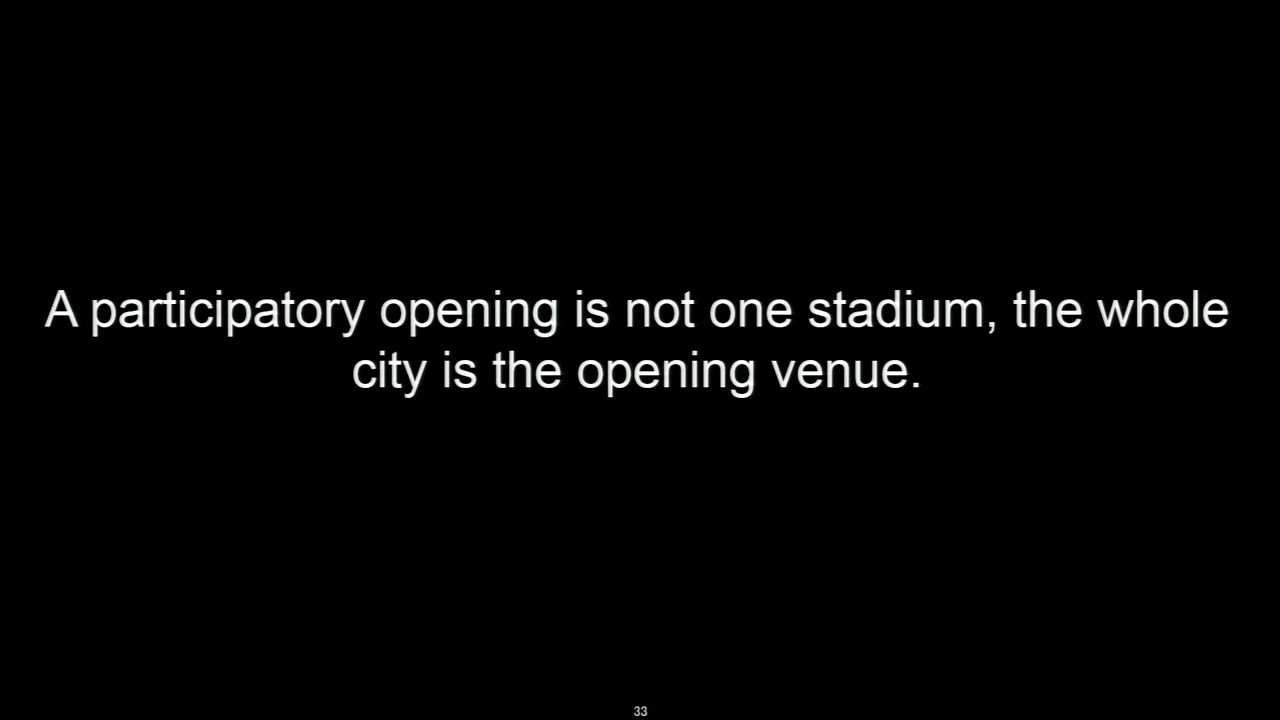 A participatory opening is not one stadium, the whole
city is the opening venue.
33